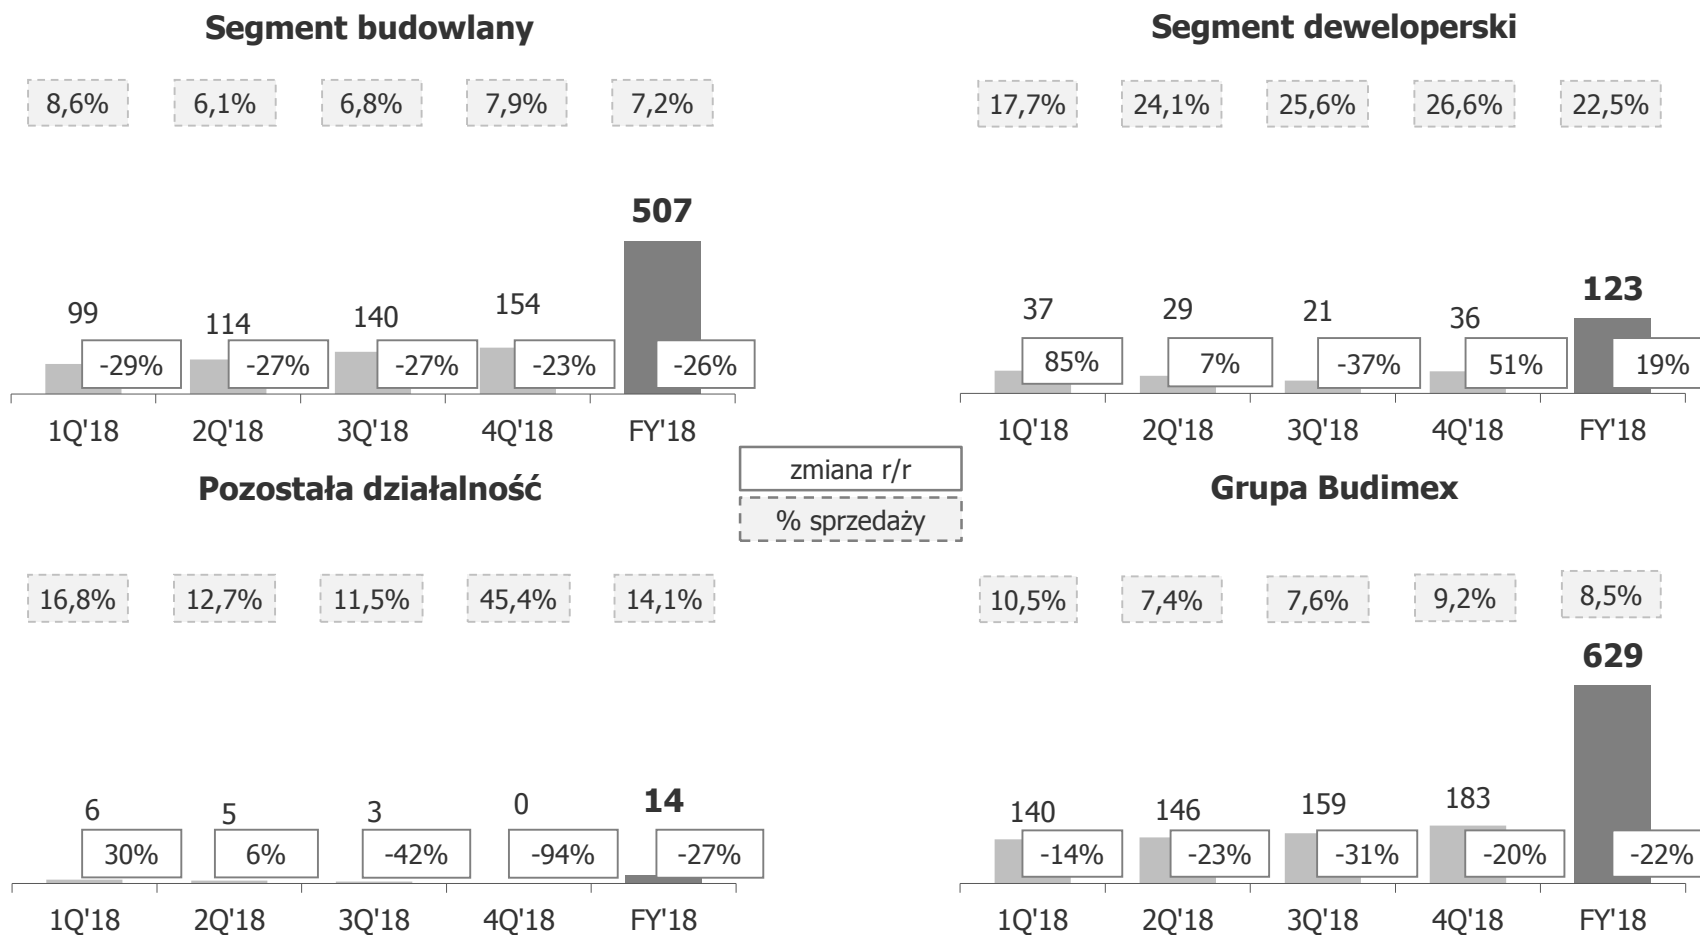 Segment budowlany
8,6% 6,1% 6,8% 7,9% 7,2%
99 114 140 154 507
-29% -27% -27% -23% -26%
1Q'18 2Q'18 3Q'18 4Q'18 FY'18
Segment deweloperski
17,7% 24,1% 25,6% 26,6% 22,5%
37 29 21 36 123
85% 7% -37% 51% 19%
1Q'18 2Q'18 3Q'18 4Q'18 FY'18
zmiana r/r
% sprzedaży
Pozostała działalność
16,8% 12,7% 11,5% 45,4% 14,1%
6 5 3 0 14
30% 6% -42% -94% -27%
1Q'18 2Q'18 3Q'18 4Q'18 FY'18
Grupa Budimex
10,5% 7,4% 7,6% 9,2% 8,5%
140 146 159 183 629
-14% -23% -31% -20% -22%
1Q'18 2Q'18 3Q'18 4Q'18 FY'18